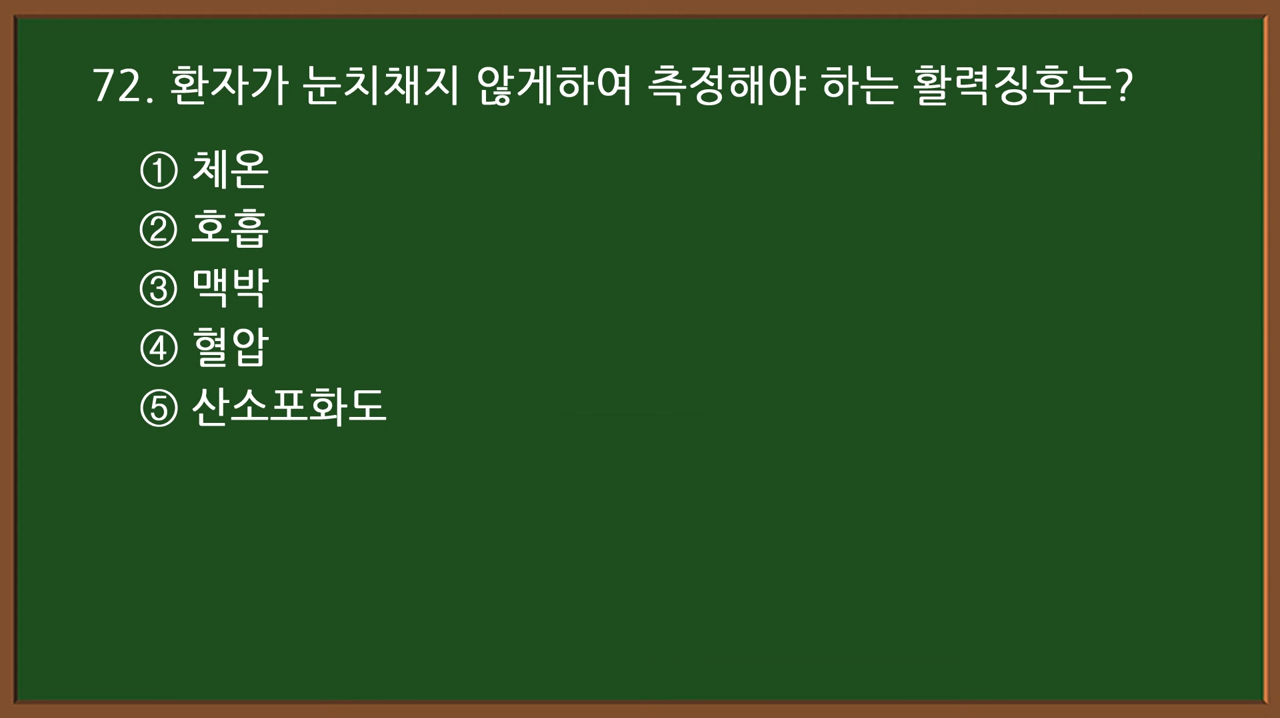 72. 환자가 눈치채지 않게하여 측정해야 하는 활력징후는?
① 체온
② 호흡
③ 맥박
④ 혈압
⑤ 산소포화도